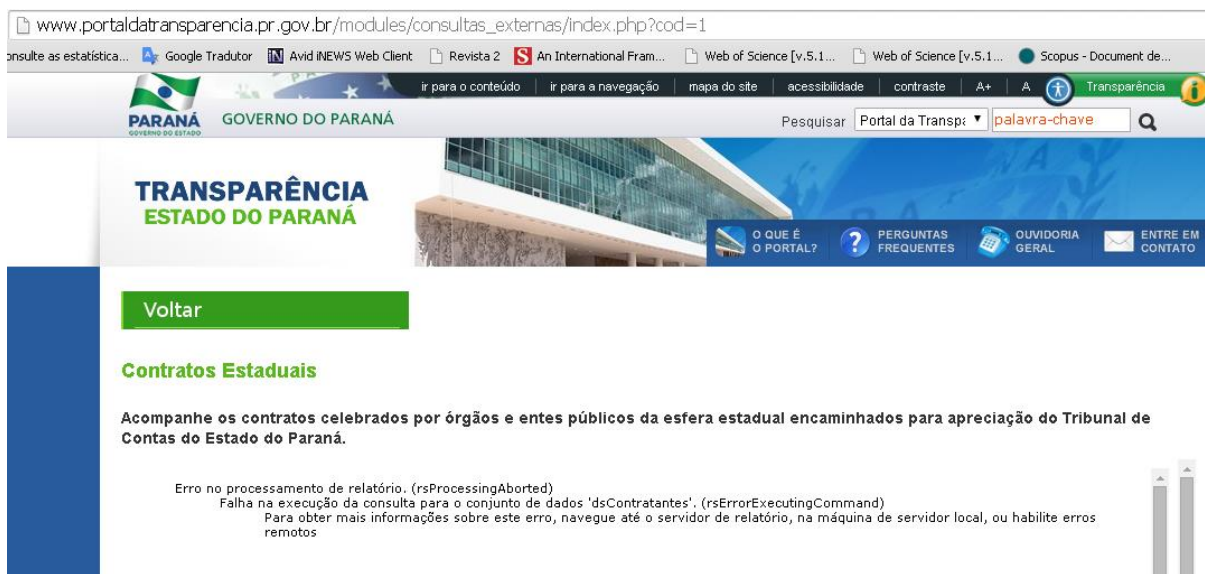 www.portaldatransparencia.pr.gov.br/modules/consultas_externas/index.php?cod=1
onsulte as estatística... Google Tradutor Avid iNEWS Web Client Revista 2 An International Fram... Web of Science [v.5.1... Web of Science [v.5.1... Scopus - Document de...
ir para o conteúdo ir para a navegação mapa do site acessibilidade contraste A+ A Transparência
PARANÁ
GOVERNO DO ESTADO
GOVERNO DO PARANÁ
Pesquisar Portal da Transpa palavra-chave
TRANSPARÊNCIA
ESTADO DO PARANÁ
O QUE É
O PORTAL?
PERGUNTAS
FREQUENTES
OUVIDORIA
GERAL
ENTRE EM
CONTATO
Voltar
Contratos Estaduais
Acompanhe os contratos celebrados por órgãos e entes públicos da esfera estadual encaminhados para apreciação do Tribunal de
Contas do Estado do Paraná.
Erro no processamento de relatório. (rsProcessingAborted)
Falha na execução da consulta para o conjunto de dados 'dsContratantes'. (rsErrorExecutingCommand)
Para obter mais informações sobre este erro, navegue até o servidor de relatório, na máquina de servidor local, ou habilite erros
remotos